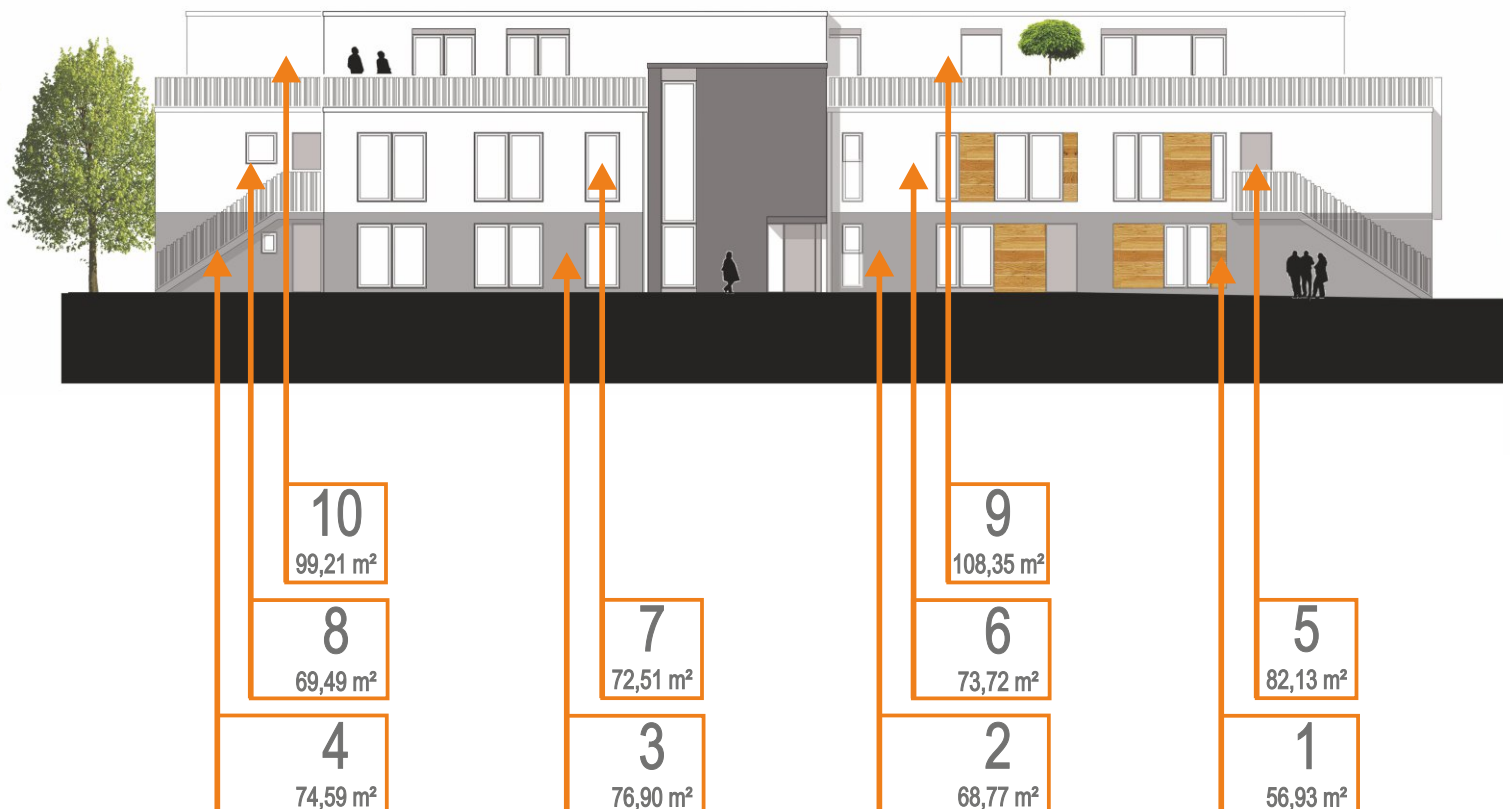 10
99,21 m²
9
108,35 m²
8
69,49 m²
7
72,51 m²
6
73,72 m²
5
82,13 m²
4
74,59 m²
3
76,90 m²
2
68,77 m²
1
56,93 m²